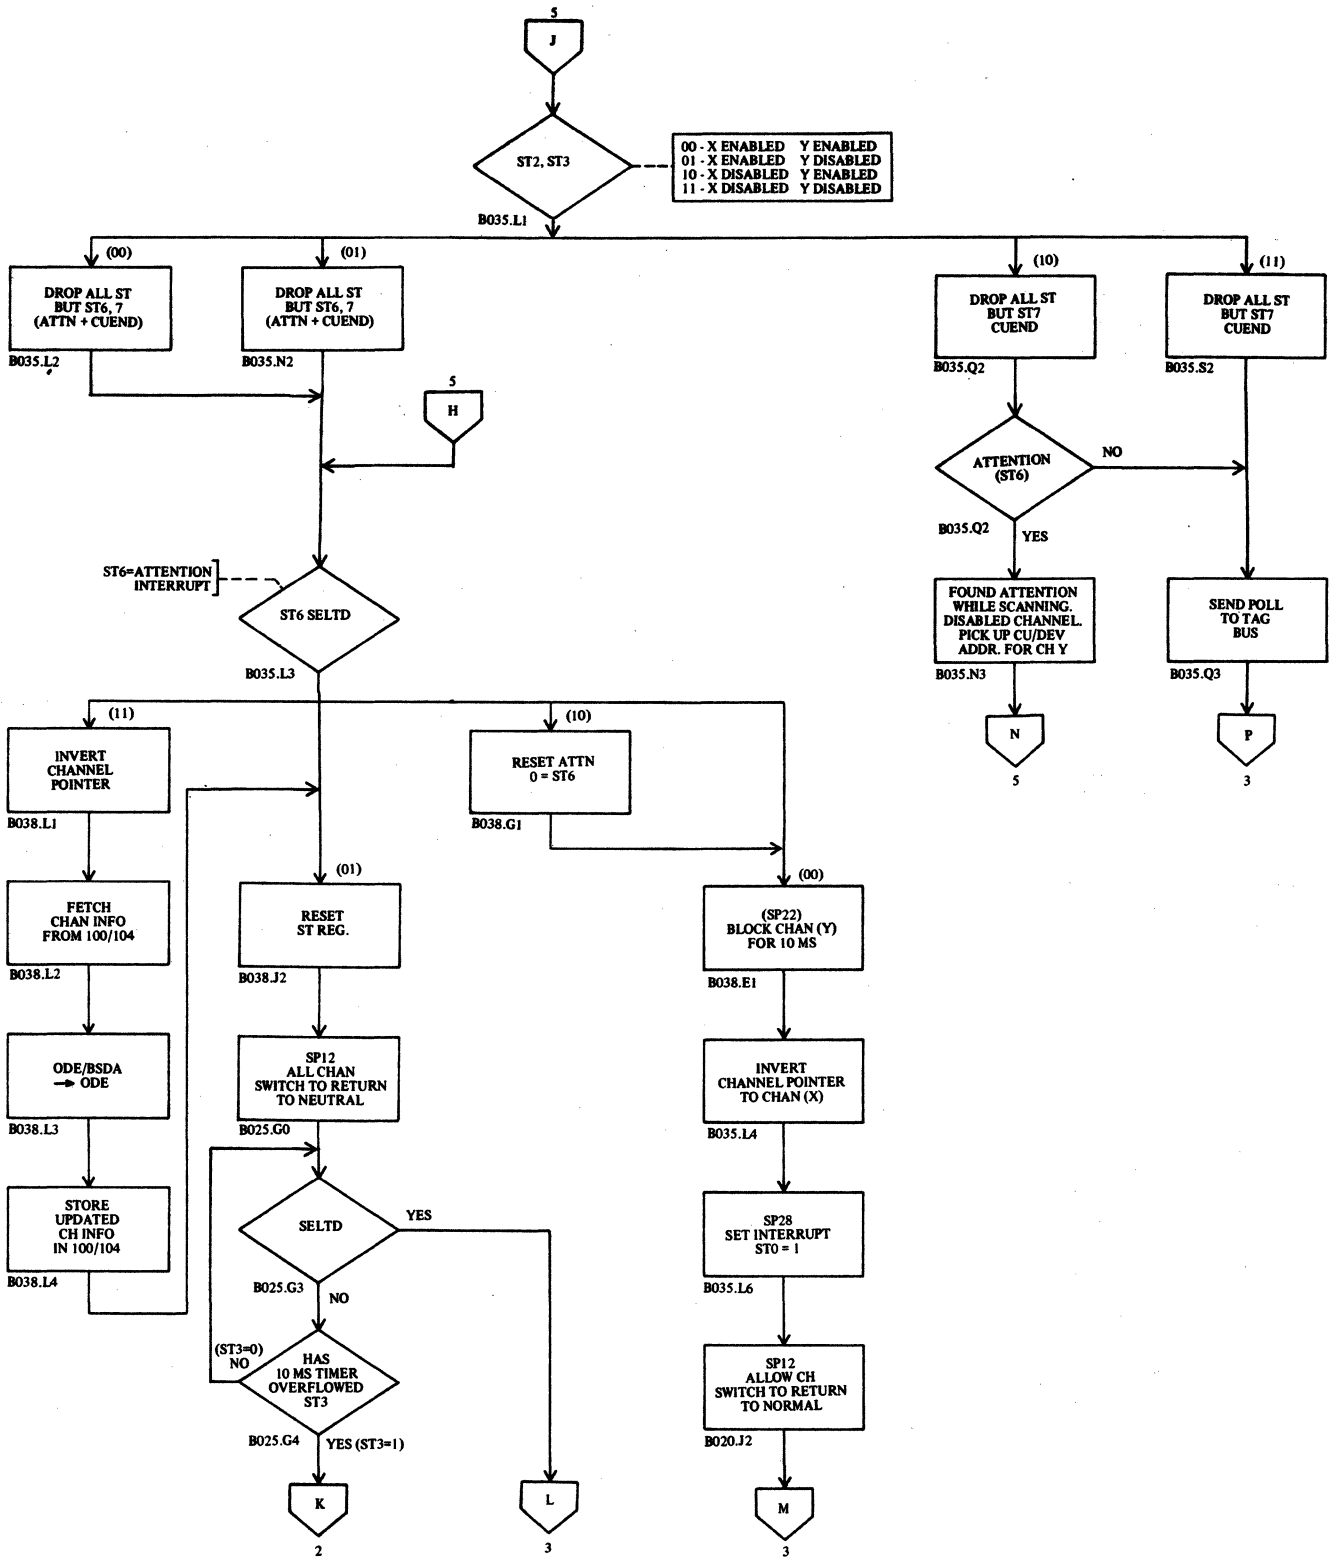 5
J
ST2, ST3
00 - X ENABLED Y ENABLED
01 - X ENABLED Y DISABLED
10 - X DISABLED Y ENABLED
11 - X DISABLED Y DISABLED
B035.L1
(00)
DROP ALL ST
BUT ST6, 7
(ATTN + CUEND)
B035.L2
(01)
DROP ALL ST
BUT ST6, 7
(ATTN + CUEND)
B035.N2
(10)
DROP ALL ST
BUT ST7
CUEND
B035.Q2
(11)
DROP ALL ST
BUT ST7
CUEND
B035.S2
5
H
ATTENTION
(ST6)
NO
B035.Q2
YES
ST6=ATTENTION
INTERRUPT
ST6 SELTD
B035.L3
FOUND ATTENTION
WHILE SCANNING.
DISABLED CHANNEL.
PICK UP CU/DEV
ADDR. FOR CH Y
B035.N3
SEND POLL
TO TAG
BUS
B035.Q3
N
5
P
3
(11)
INVERT
CHANNEL
POINTER
B038.L1
(10)
RESET ATTN
0 = ST6
B038.G1
FETCH
CHAN INFO
FROM 100/104
B038.L2
(01)
RESET
ST REG.
B038.J2
(00)
(SP22)
BLOCK CHAN (Y)
FOR 10 MS
B038.E1
ODE/BSDA
→ ODE
B038.L3
SP12
ALL CHAN
SWITCH TO RETURN
TO NEUTRAL
B025.G0
INVERT
CHANNEL POINTER
TO CHAN (X)
B035.L4
STORE
UPDATED
CH INFO
IN 100/104
B038.L4
SELTD
YES
B025.G3
NO
SP28
SET INTERRUPT
ST0 = 1
B035.L6
(ST3=0)
NO
HAS
10 MS TIMER
OVERFLOWED
ST3
B025.G4
YES (ST3=1)
SP12
ALLOW CH
SWITCH TO RETURN
TO NORMAL
B020.J2
K
2
L
3
M
3